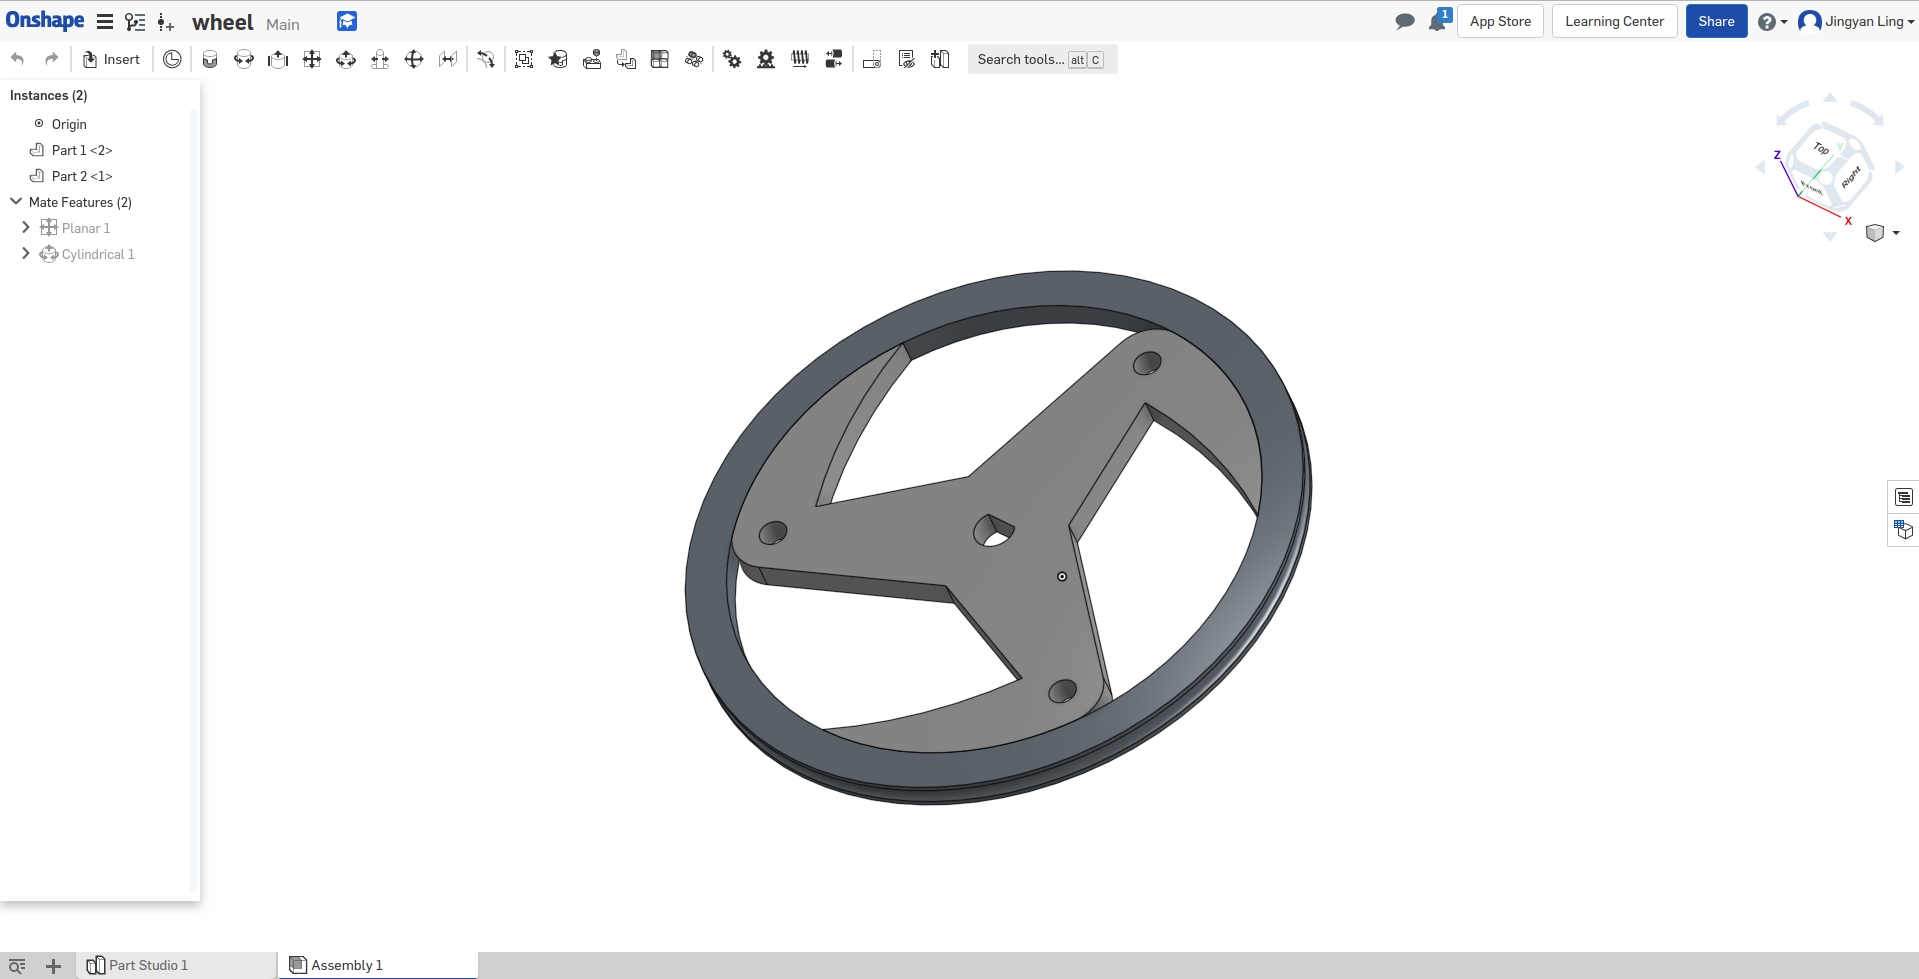 Onshape wheel Main 1 App Store Learning Center Share Jingyan Ling
Insert Search tools... alt C
Instances (2)
Origin
Part 1 <2>
Part 2 <1>
Mate Features (2)
Planar 1
Cylindrical 1
Top
Y
Z
Right
X
Part Studio 1 Assembly 1